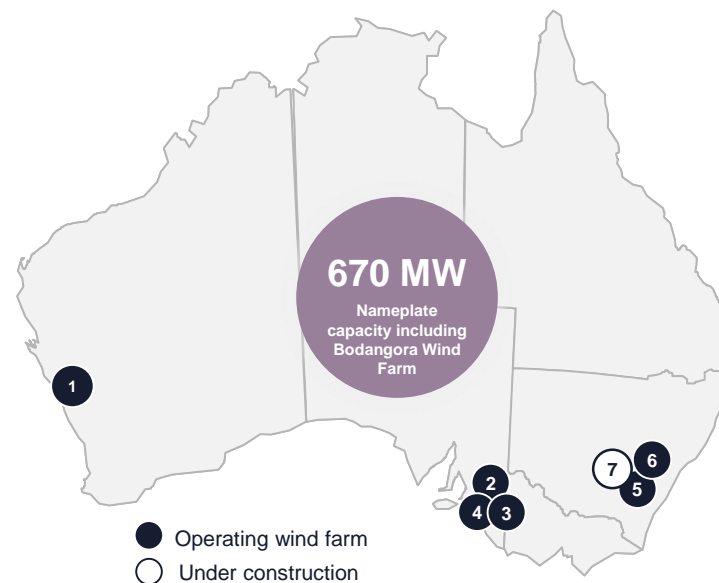 670 MW
Nameplate
capacity including
Bodangora Wind
Farm
1
6
7
2
5
4
3
Operating wind farm
Under construction